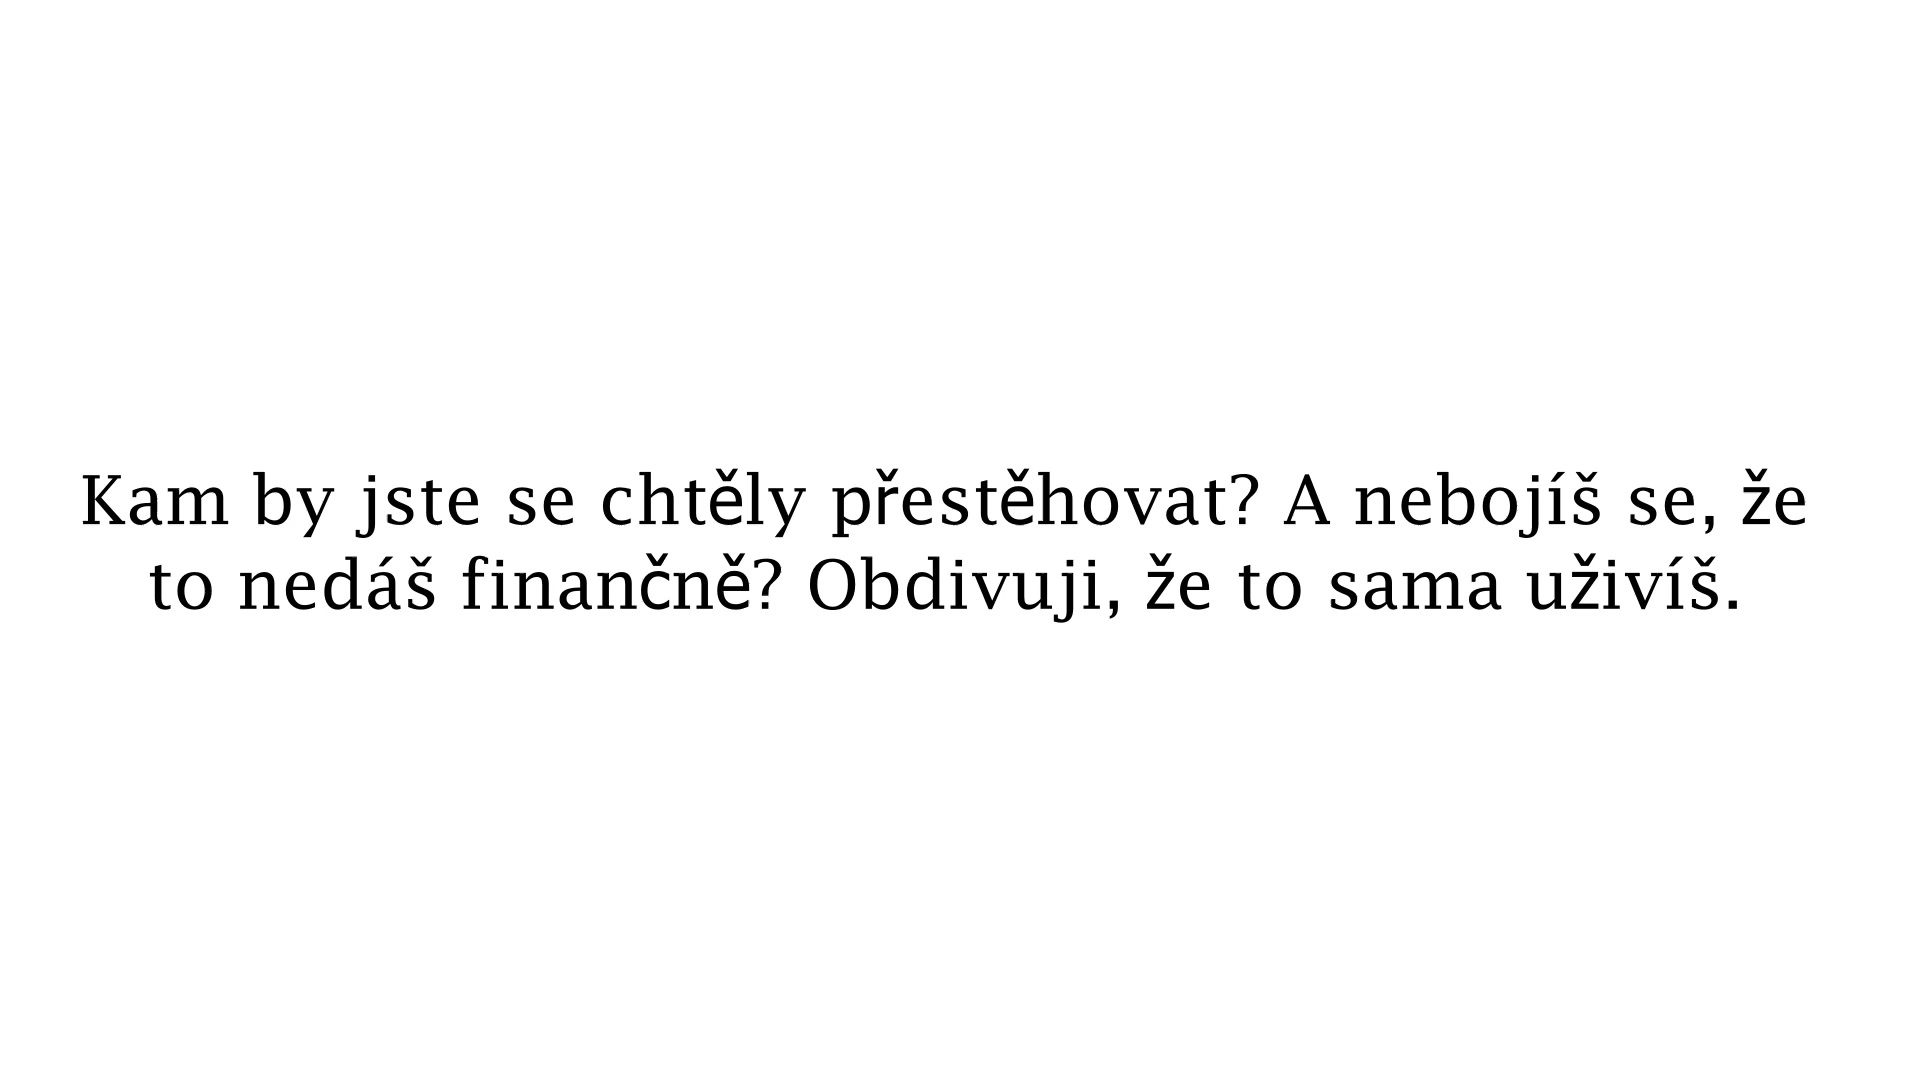 Kam by jste se chtěly přestěhovat? A nebojíš se, že
to nedáš finančně? Obdivuji, že to sama uživíš.